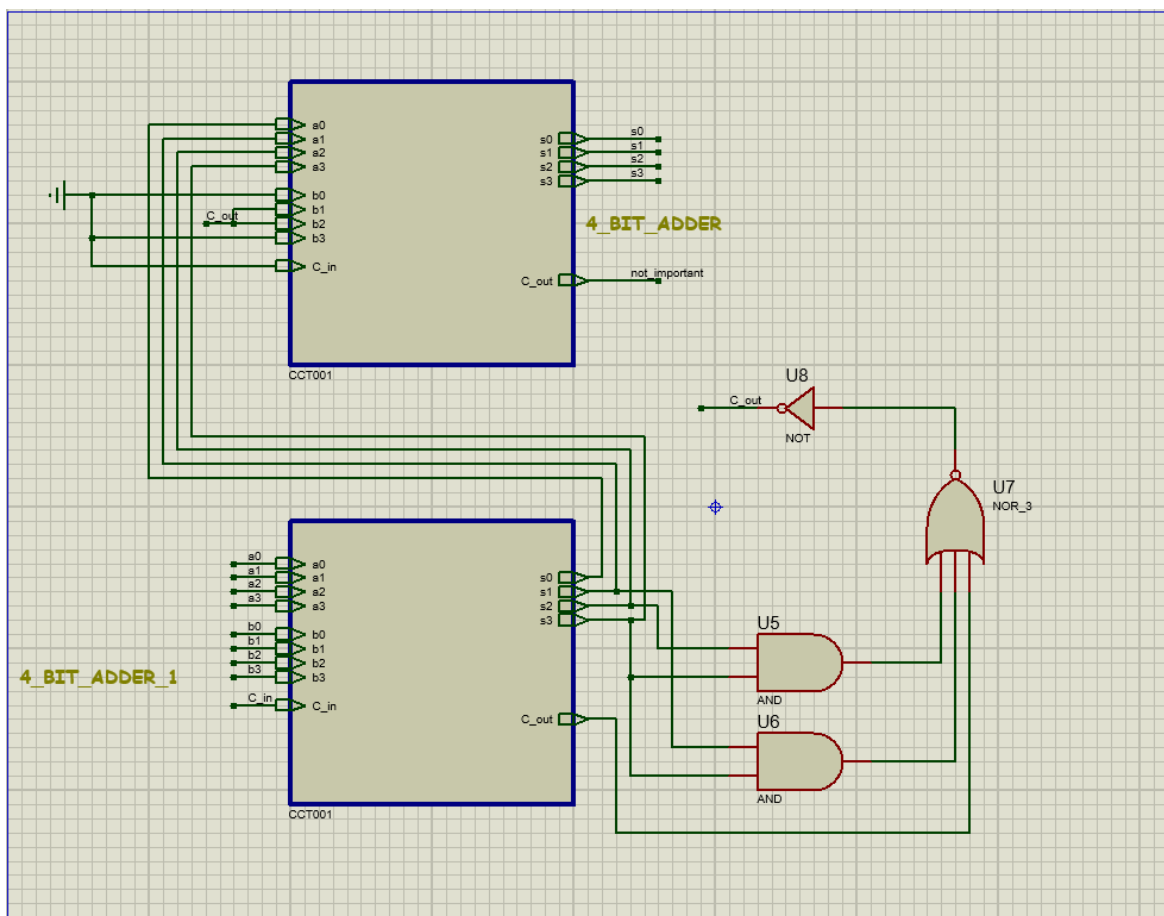 a0
a1
a2
a3
b0
b1
b2
b3
C_in
C_out
s0
s1
s2
s3
C_out
s0
s1
s2
s3
not_important
4_BIT_ADDER
CCT001
U8
C_out
NOT
U7
NOR_3
a0
a1
a2
a3
b0
b1
b2
b3
C_in
4_BIT_ADDER_1
a0
a1
a2
a3
b0
b1
b2
b3
C_in
s0
s1
s2
s3
C_out
CCT001
U5
AND
U6
AND